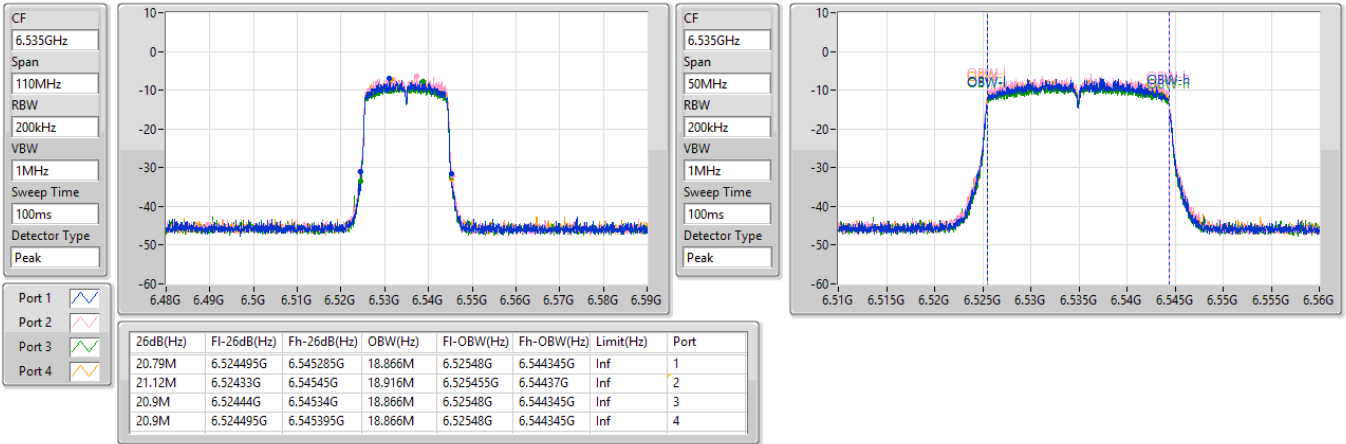 CF
6.535GHz
Span
110MHz
RBW
200kHz
VBW
1MHz
Sweep Time
100ms
Detector Type
Peak
10-
0-
-10-
-20-
-30-
-40-
-50-
-60-
6.48G 6.49G 6.5G 6.51G 6.52G 6.53G 6.54G 6.55G 6.56G 6.57G 6.58G 6.59G
CF
6.535GHz
Span
50MHz
RBW
200kHz
VBW
1MHz
Sweep Time
100ms
Detector Type
Peak
10-
0-
-10-
-20-
-30-
-40-
-50-
-60-
OBW-l OBW-h
6.51G 6.515G 6.52G 6.525G 6.53G 6.535G 6.54G 6.545G 6.55G 6.555G 6.56G
Port 1
Port 2
Port 3
Port 4
26dB(Hz) Fl-26dB(Hz) Fh-26dB(Hz) OBW(Hz) Fl-OBW(Hz) Fh-OBW(Hz) Limit(Hz) Port
20.79M 6.524495G 6.545285G 18.866M 6.52548G 6.544345G Inf 1
21.12M 6.52433G 6.54545G 18.916M 6.525455G 6.54437G Inf 2
20.9M 6.52444G 6.54534G 18.866M 6.52548G 6.544345G Inf 3
20.9M 6.524495G 6.545395G 18.866M 6.52548G 6.544345G Inf 4